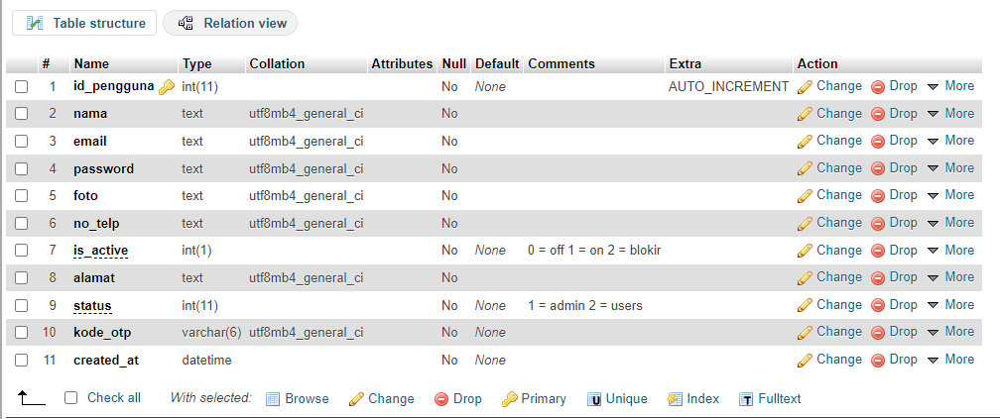 Table structure Relation view
# Name Type Collation Attributes Null Default Comments Extra Action
1 id_pengguna int(11) No None AUTO_INCREMENT Change Drop More
2 nama text utf8mb4_general_ci No Change Drop More
3 email text utf8mb4_general_ci No Change Drop More
4 password text utf8mb4_general_ci No Change Drop More
5 foto text utf8mb4_general_ci No Change Drop More
6 no_telp text utf8mb4_general_ci No Change Drop More
7 is_active int(1) No None 0 = off 1 = on 2 = blokir Change Drop More
8 alamat text utf8mb4_general_ci No Change Drop More
9 status int(11) No None 1 = admin 2 = users Change Drop More
10 kode_otp varchar(6) utf8mb4_general_ci No None Change Drop More
11 created_at datetime No None Change Drop More
Check all With selected: Browse Change Drop Primary U Unique Index T Fulltext